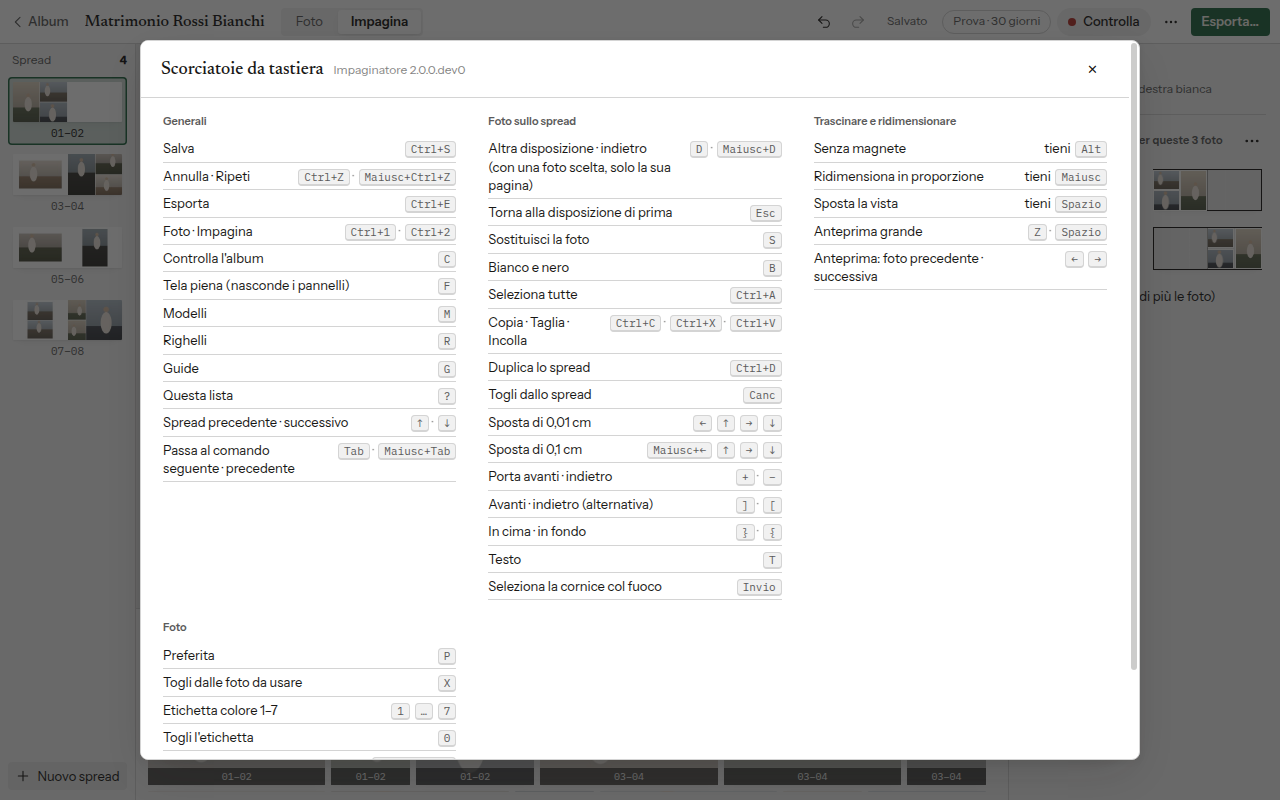 Album
Matrimonio Rossi Bianchi
Foto
Impagina
Salvato
Prova · 30 giorni
Controlla
Esporta...
Spread
4
01–02
03–04
05–06
07–08
Nuovo spread
Scorciatoie da tastiera
Impaginatore 2.0.0.dev0
Generali
Salva Ctrl+S
Annulla · Ripeti Ctrl+Z · Maiusc+Ctrl+Z
Esporta Ctrl+E
Foto · Impagina Ctrl+1 · Ctrl+2
Controlla l'album C
Tela piena (nasconde i pannelli) F
Modelli M
Righelli R
Guide G
Questa lista ?
Spread precedente · successivo ↑ · ↓
Passa al comando Tab · Maiusc+Tab
seguente · precedente
Foto sullo spread
Altra disposizione · indietro D · Maiusc+D
(con una foto scelta, solo la sua
pagina)
Torna alla disposizione di prima Esc
Sostituisci la foto S
Bianco e nero B
Seleziona tutte Ctrl+A
Copia · Taglia · Ctrl+C · Ctrl+X · Ctrl+V
Incolla
Duplica lo spread Ctrl+D
Togli dallo spread Canc
Sposta di 0,01 cm ← ↑ → ↓
Sposta di 0,1 cm Maiusc+← ↑ → ↓
Porta avanti · indietro + · −
Avanti · indietro (alternativa) ] · [
In cima · in fondo } · {
Testo T
Seleziona la cornice col fuoco Invio
Trascinare e ridimensionare
Senza magnete tieni Alt
Ridimensiona in proporzione tieni Maiusc
Sposta la vista tieni Spazio
Anteprima grande Z · Spazio
Anteprima: foto precedente · ← →
successiva
Foto
Preferita P
Togli dalle foto da usare X
Etichetta colore 1–7 1 … 7
Togli l'etichetta 0
destra bianca
er queste 3 foto
di più le foto)
01–02
01–02
01–02
03–04
03–04
03–04